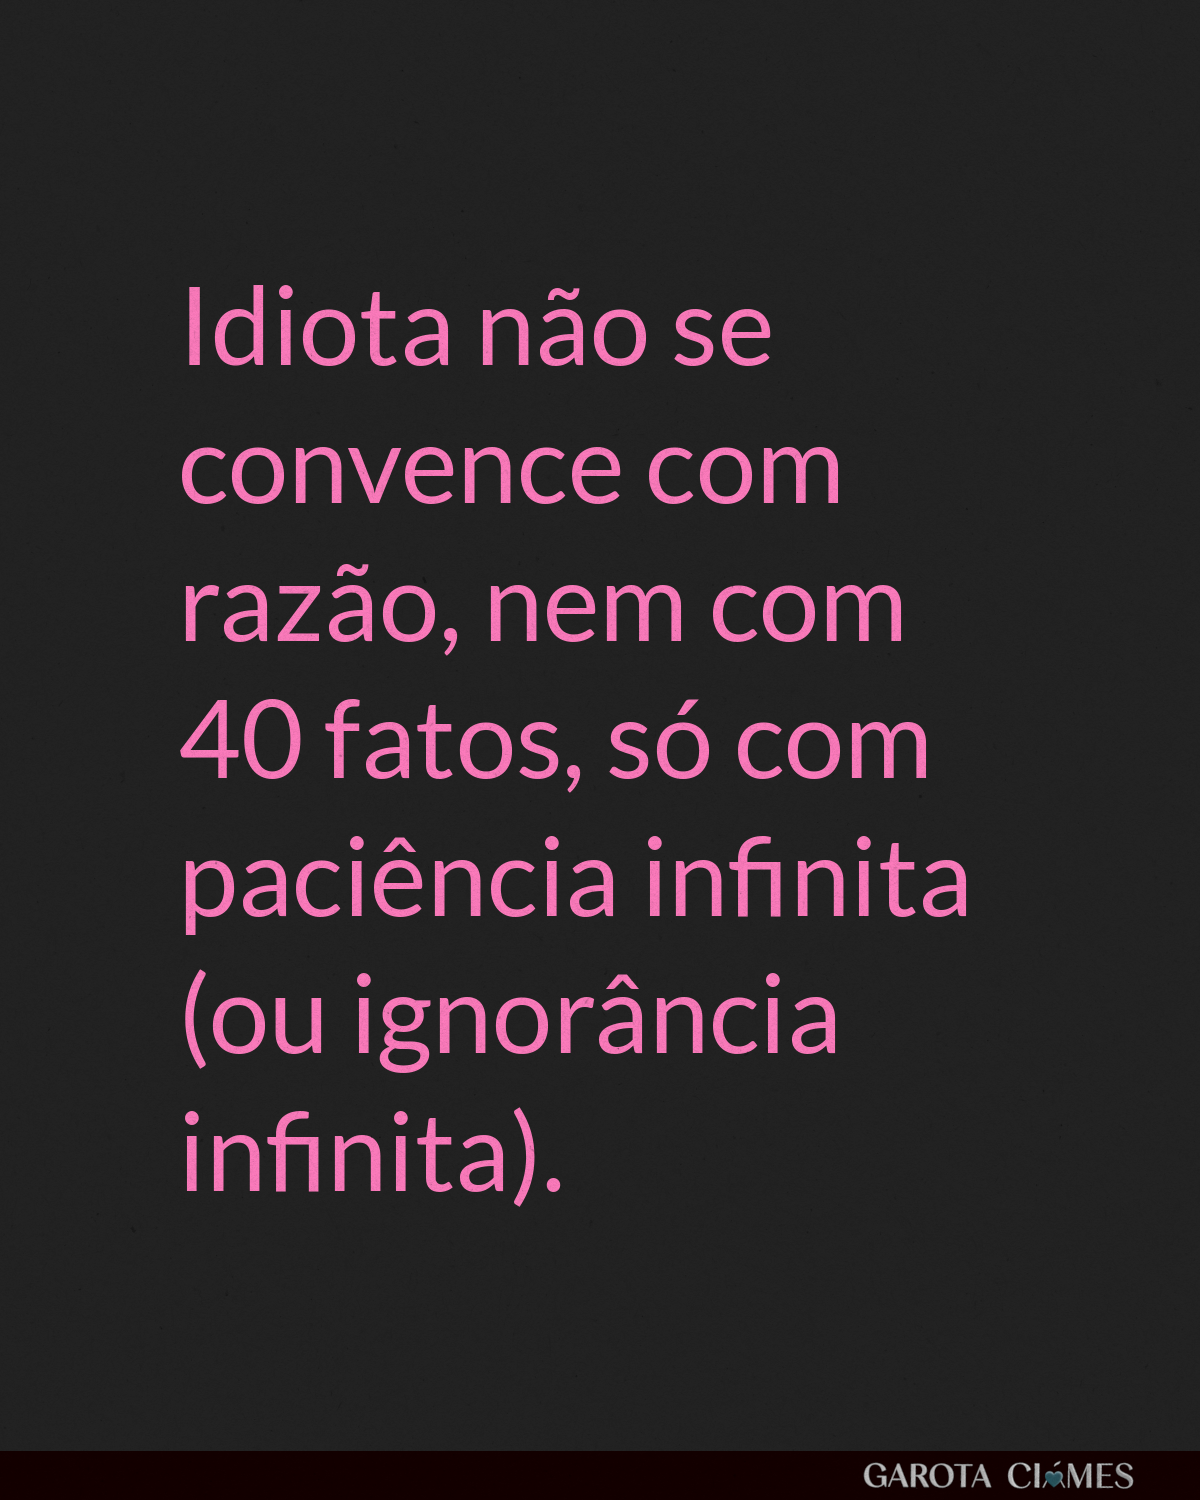 Idiota não se
convence com
razão, nem com
40 fatos, só com
paciência infinita
(ou ignorância
infinita).
GAROTA CIÚMES